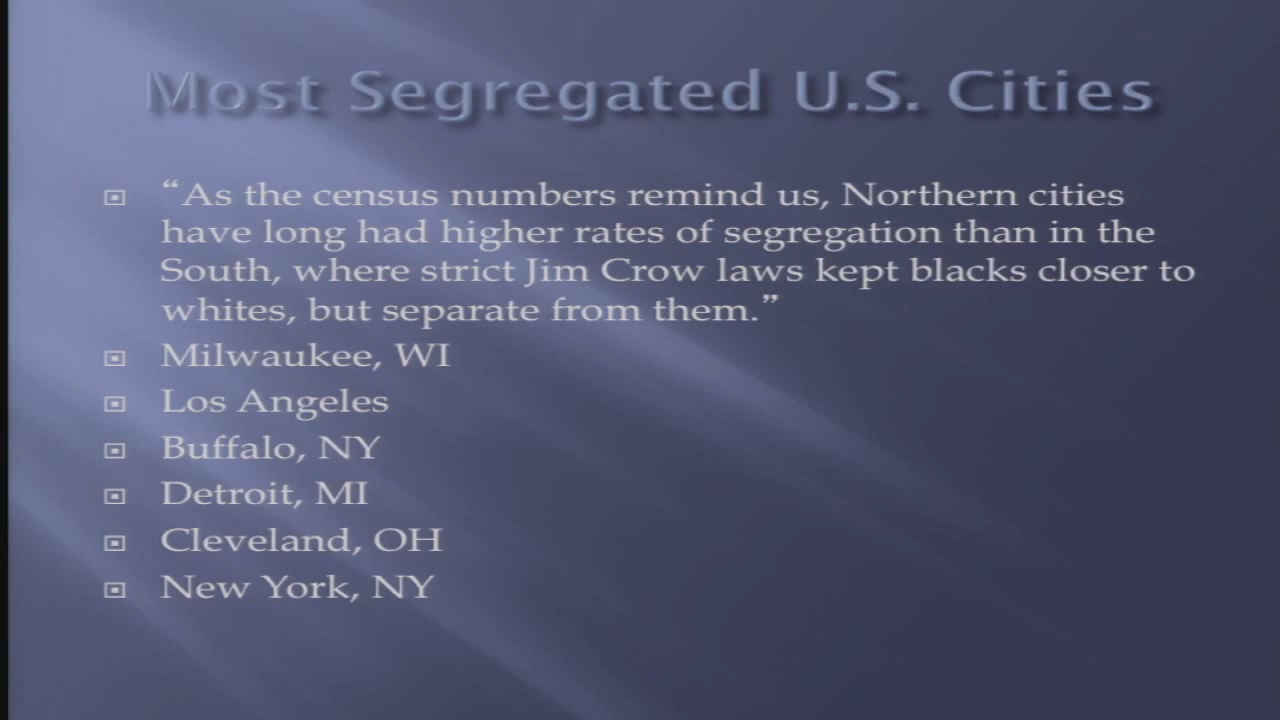 Most Segregated U.S. Cities
“As the census numbers remind us, Northern cities
have long had higher rates of segregation than in the
South, where strict Jim Crow laws kept blacks closer to
whites, but separate from them.”
Milwaukee, WI
Los Angeles
Buffalo, NY
Detroit, MI
Cleveland, OH
New York, NY